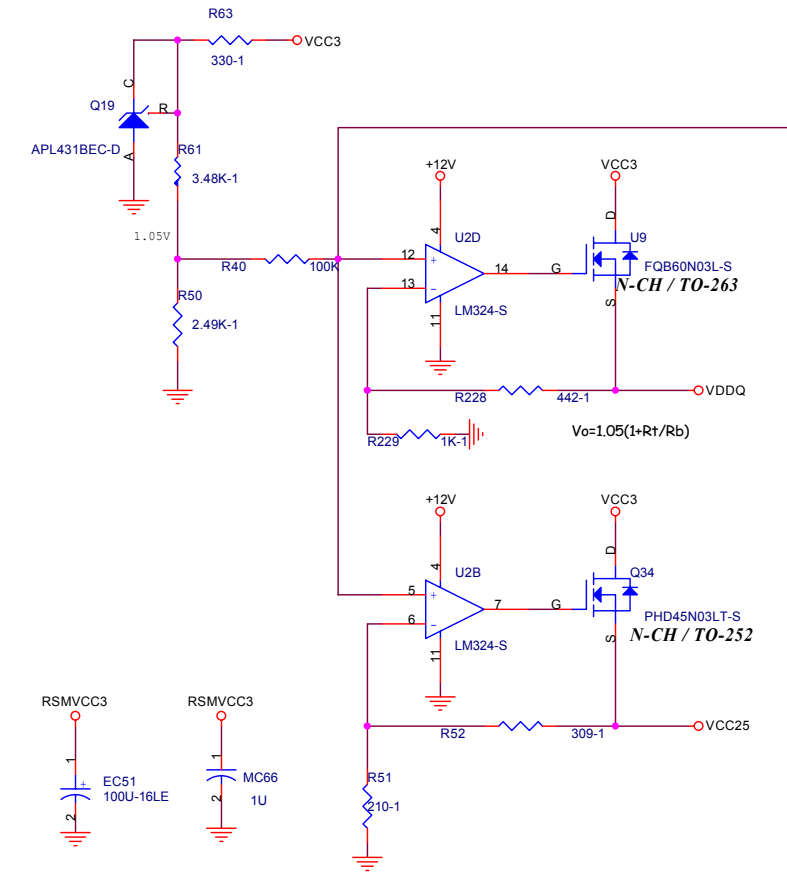 R63
VCC3
330-1
C
Q19
R
APL431BEC-D
A
R61
3.48K-1
1.05V
R40
100K
R50
2.49K-1
+12V
VCC3
4
D
U2D
U9
12
+
14
G
FQB60N03L-S
13
−
N-CH / TO-263
11
LM324-S
S
R228
442-1
VDDQ
R229
1K-1
Vo=1.05(1+Rt/Rb)
+12V
VCC3
4
D
U2B
Q34
5
+
7
G
PHD45N03LT-S
6
−
N-CH / TO-252
11
LM324-S
S
RSMVCC3
RSMVCC3
R52
309-1
VCC25
1
+
EC51
100U-16LE
2
1
MC66
1U
2
R51
210-1